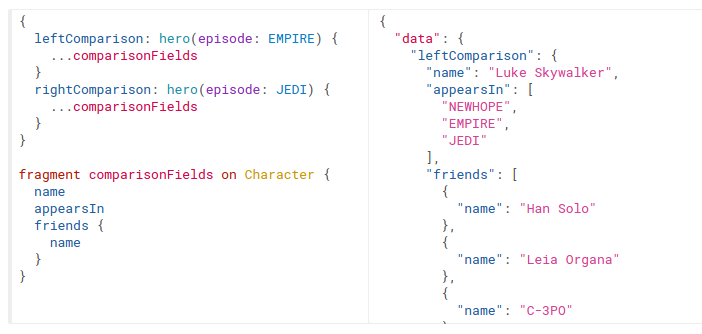 {
  leftComparison: hero(episode: EMPIRE) {
    ...comparisonFields
  }
  rightComparison: hero(episode: JEDI) {
    ...comparisonFields
  }
}

fragment comparisonFields on Character {
  name
  appearsIn
  friends {
    name
  }
}
{
  "data": {
    "leftComparison": {
      "name": "Luke Skywalker",
      "appearsIn": [
        "NEWHOPE",
        "EMPIRE",
        "JEDI"
      ],
      "friends": [
        {
          "name": "Han Solo"
        },
        {
          "name": "Leia Organa"
        },
        {
          "name": "C-3PO"